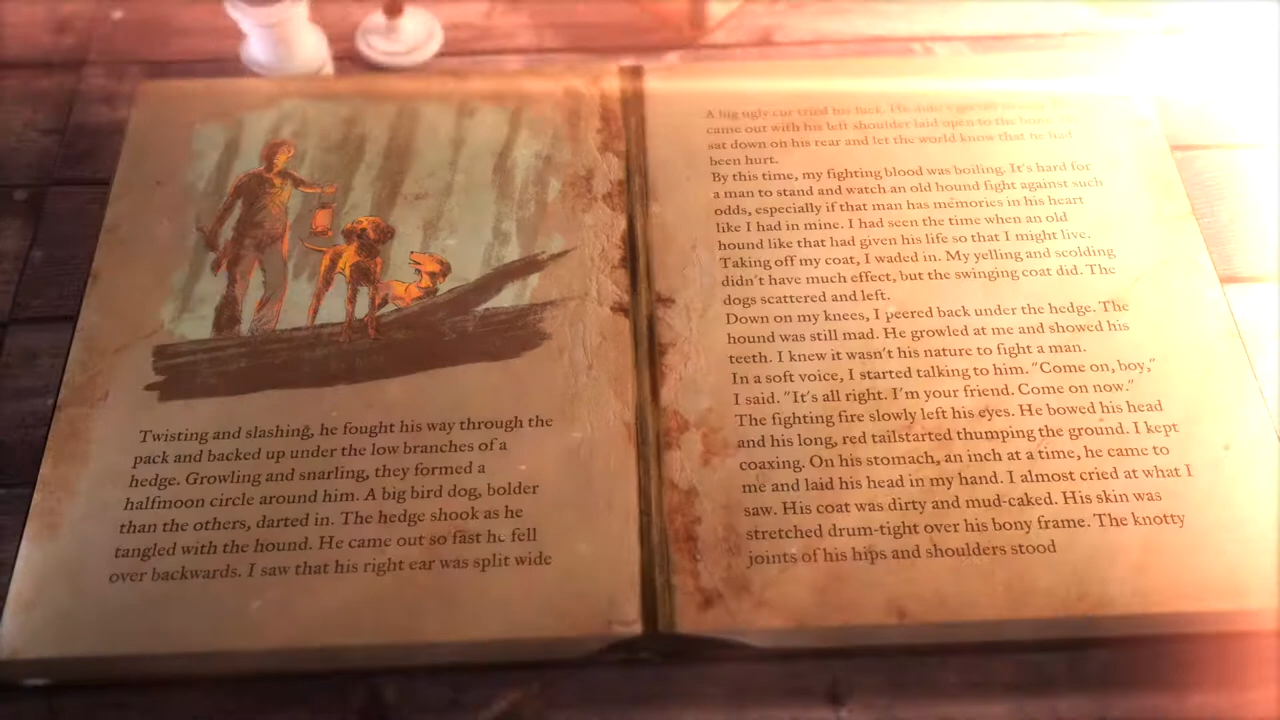 Twisting and slashing, he fought his way through the
pack and backed up under the low branches of a
hedge. Growling and snarling, they formed a
halfmoon circle around him. A big bird dog, bolder
than the others, darted in. The hedge shook as he
tangled with the hound. He came out so fast he fell
over backwards. I saw that his right ear was split wide
A big ugly cur tried his luck. He
came out with his left shoulder laid open to the bone.
sat down on his rear and let the world know that he had
been hurt.
By this time, my fighting blood was boiling. It's hard for
a man to stand and watch an old hound fight against such
odds, especially if that man has memories in his heart
like I had in mine. I had seen the time when an old
hound like that had given his life so that I might live.
Taking off my coat, I waded in. My yelling and scolding
didn't have much effect, but the swinging coat did. The
dogs scattered and left.
Down on my knees, I peered back under the hedge. The
hound was still mad. He growled at me and showed his
teeth. I knew it wasn't his nature to fight a man.
In a soft voice, I started talking to him. "Come on, boy,"
I said. "It's all right. I'm your friend. Come on now."
The fighting fire slowly left his eyes. He bowed his head
and his long, red tailstarted thumping the ground. I kept
coaxing. On his stomach, an inch at a time, he came to
me and laid his head in my hand. I almost cried at what I
saw. His coat was dirty and mud-caked. His skin was
stretched drum-tight over his bony frame. The knotty
joints of his hips and shoulders stood